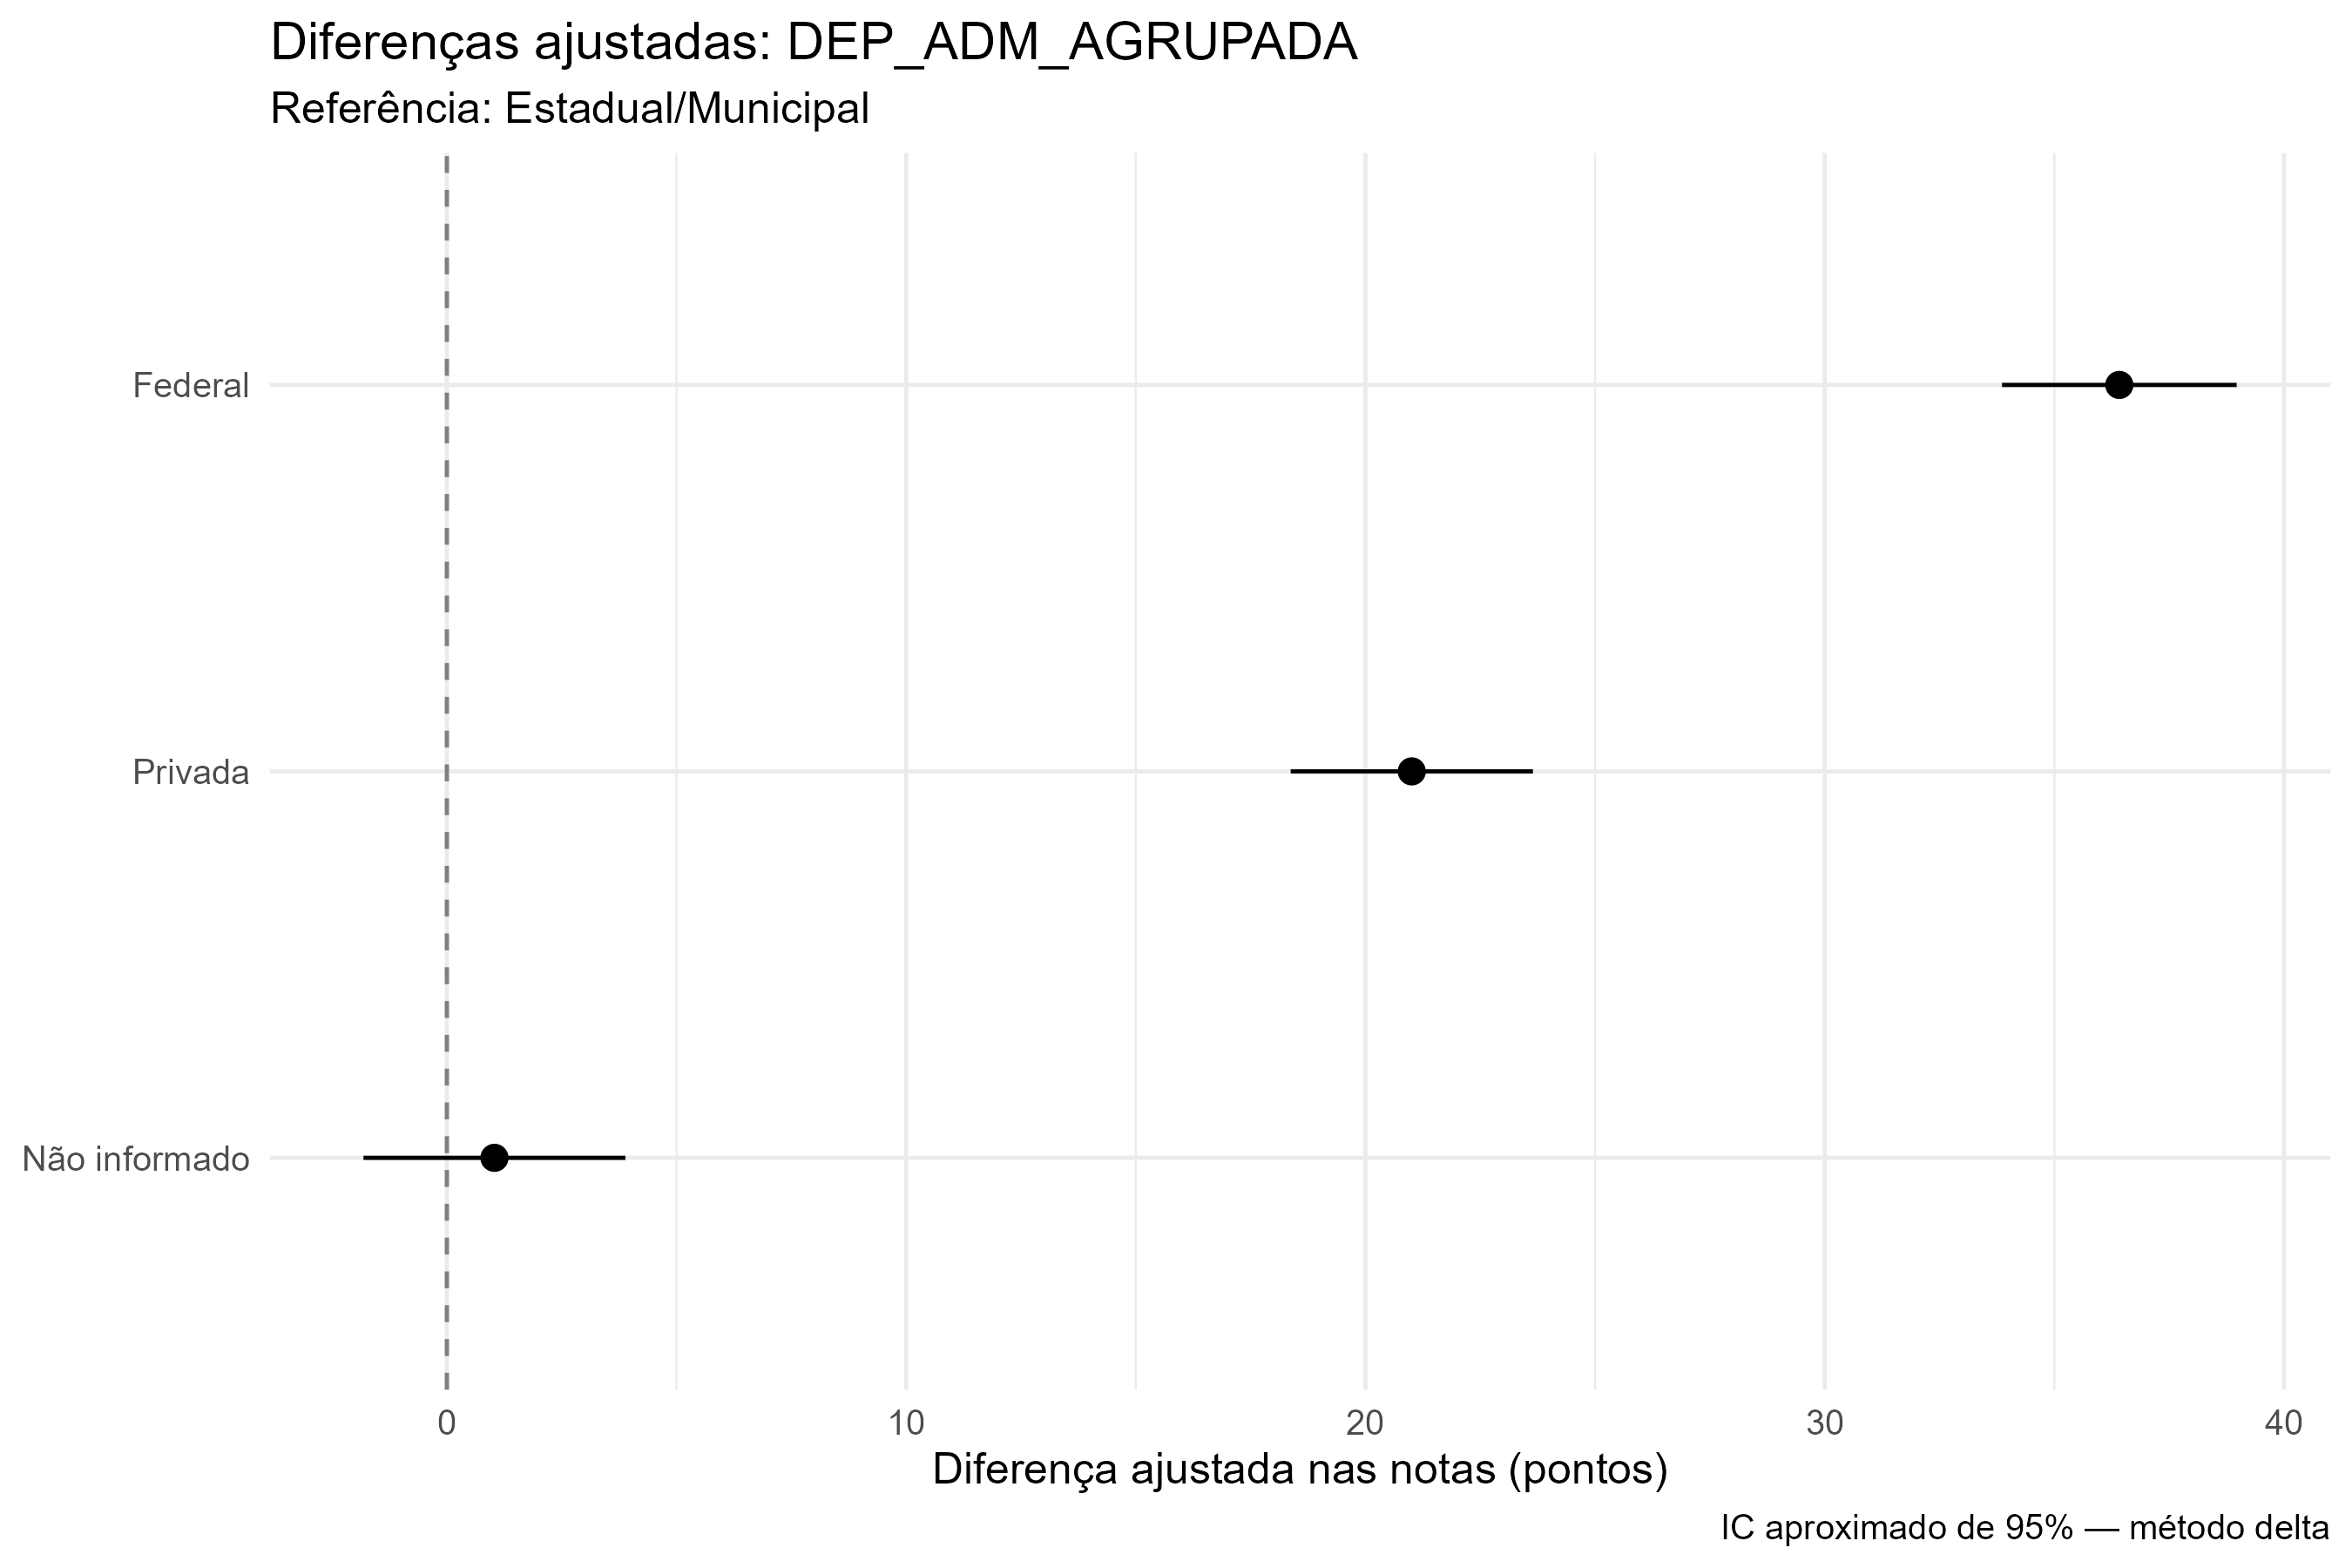 Diferenças ajustadas: DEP_ADM_AGRUPADA
Referência: Estadual/Municipal
Federal
Privada
Não informado
0 10 20 30 40
Diferença ajustada nas notas (pontos)
IC aproximado de 95% — método delta